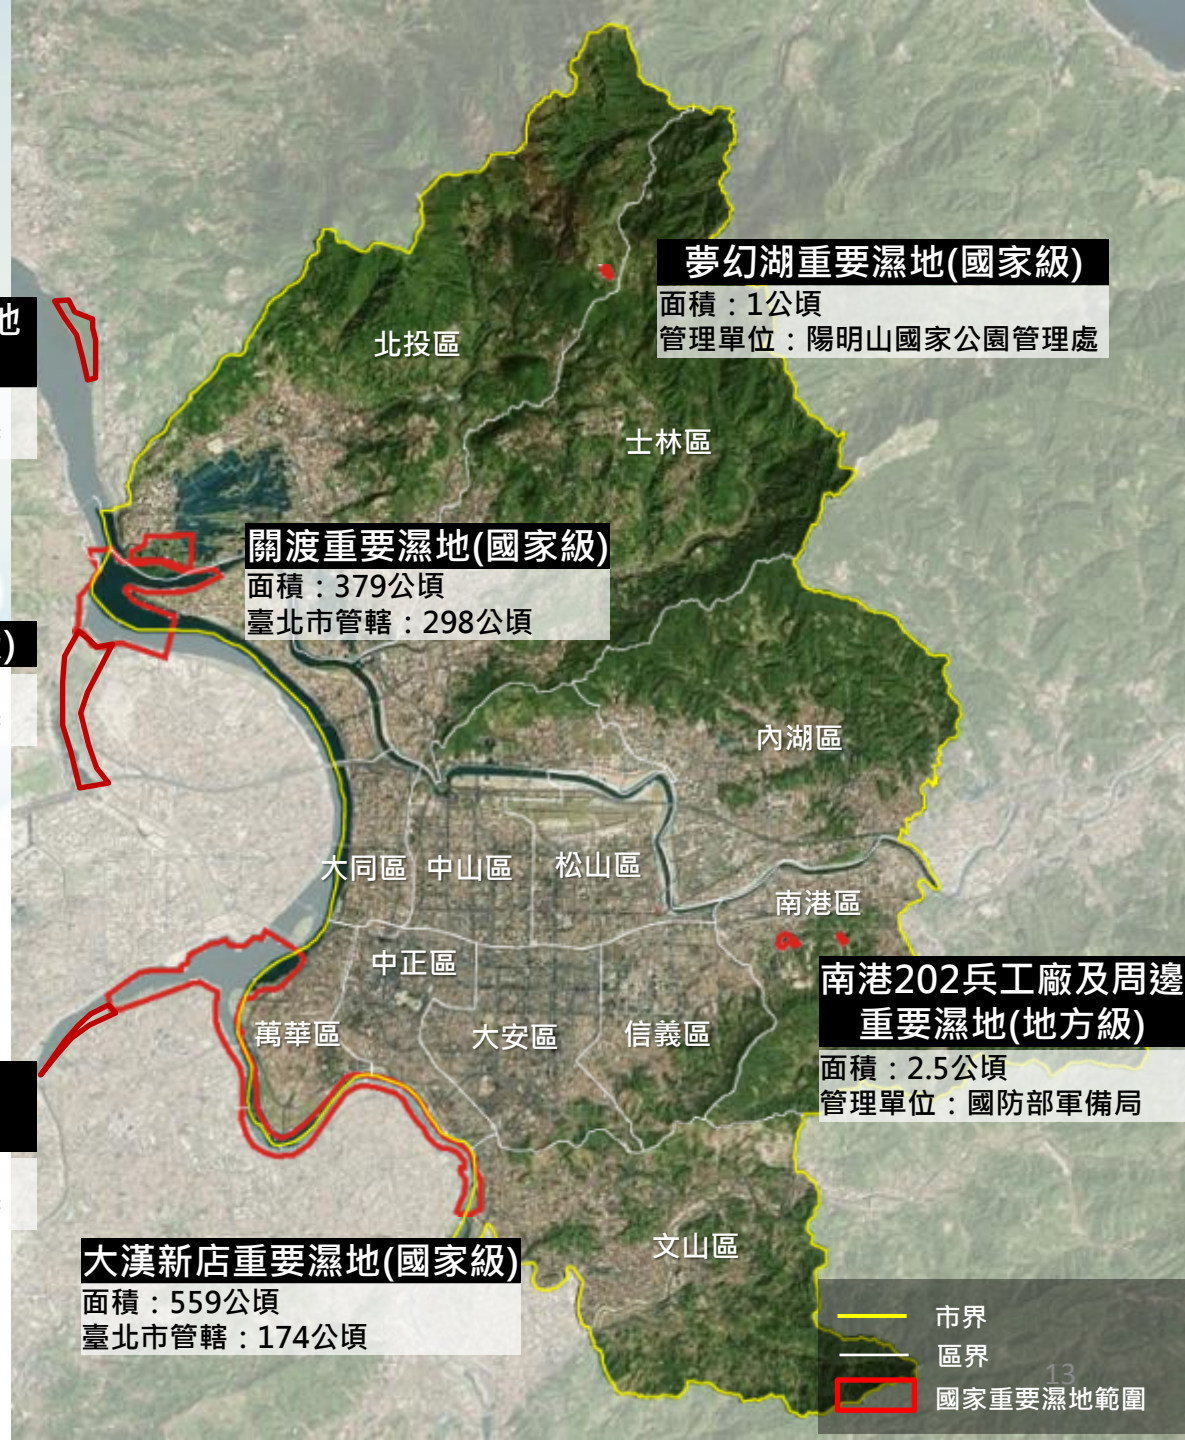 夢幻湖重要濕地(國家級)
面積：1公頃
管理單位：陽明山國家公園管理處
地
北投區
士林區
關渡重要濕地(國家級)
面積：379公頃
臺北市管轄：298公頃
)
內湖區
大同區
中山區
松山區
南港區
中正區
南港202兵工廠及周邊
重要濕地(地方級)
面積：2.5公頃
管理單位：國防部軍備局
萬華區
大安區
信義區
文山區
大漢新店重要濕地(國家級)
面積：559公頃
臺北市管轄：174公頃
市界
區界
國家重要濕地範圍
13